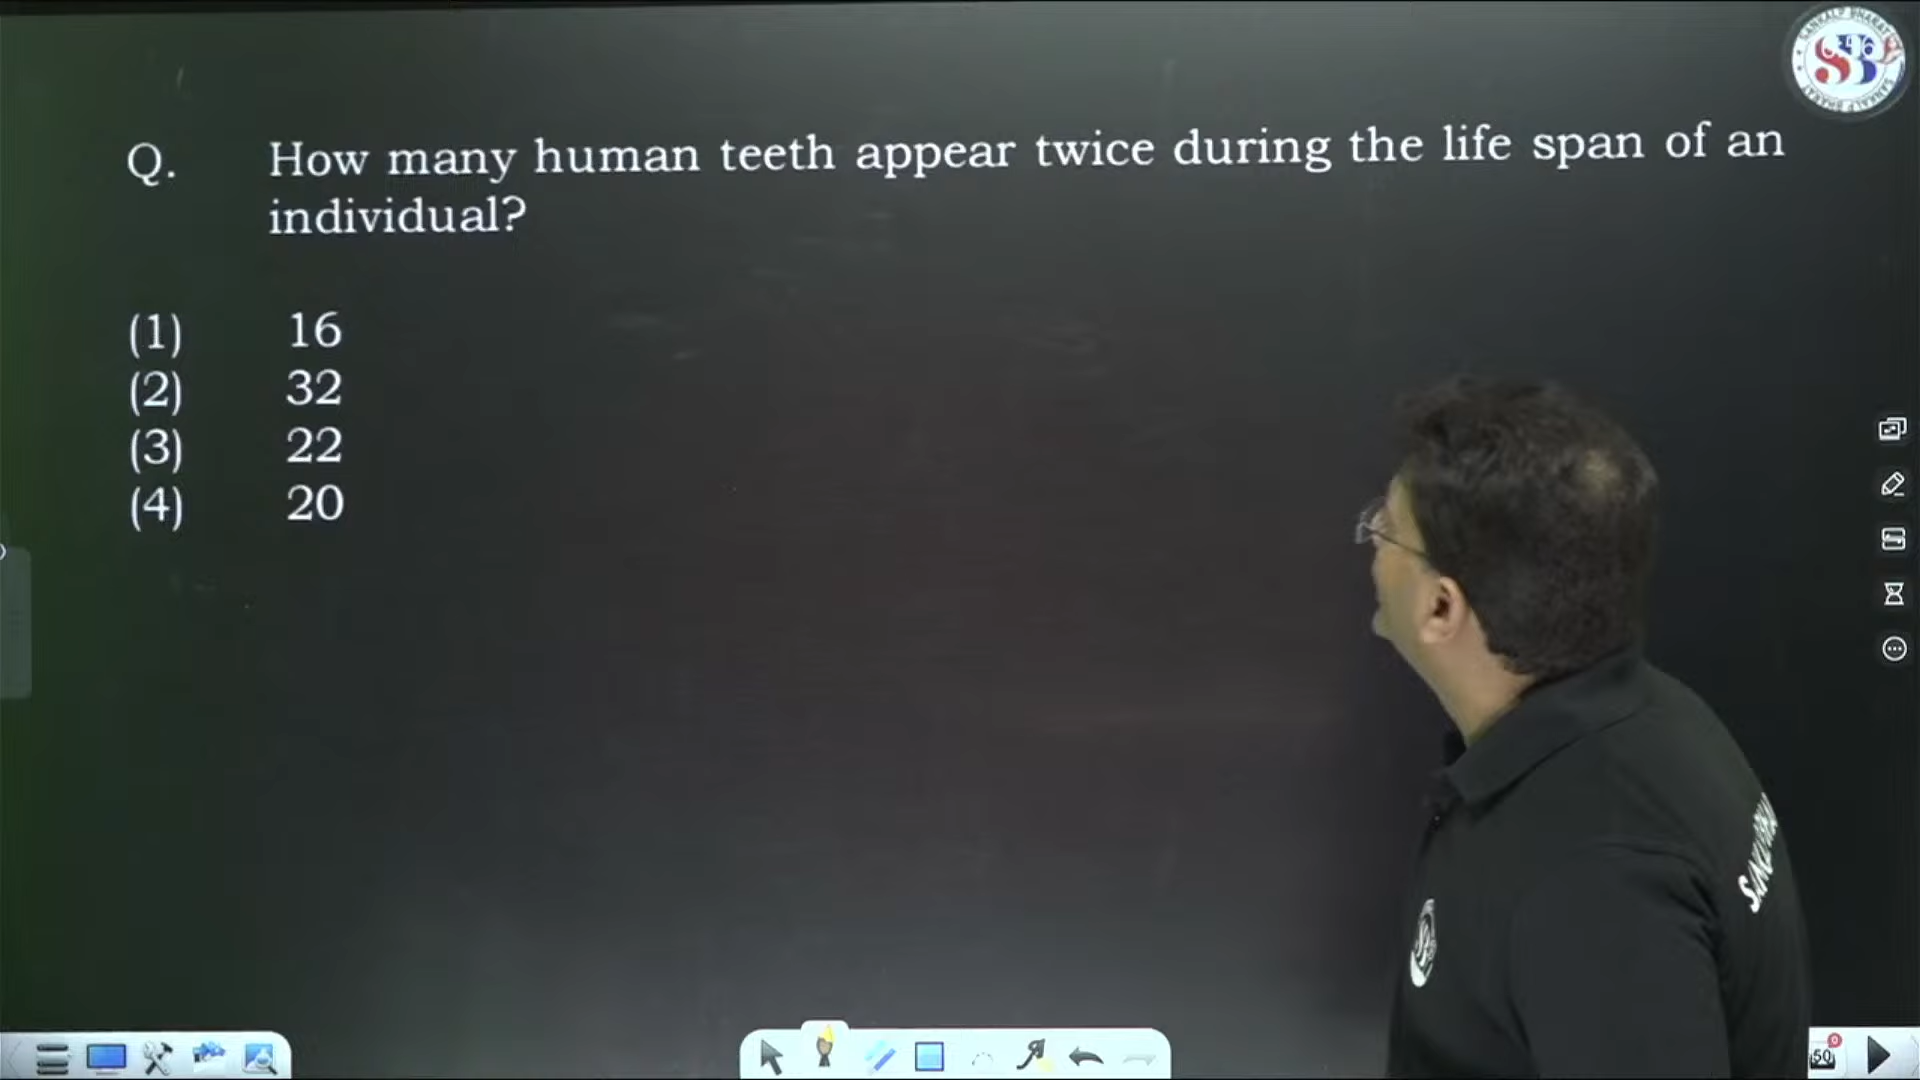 Q. How many human teeth appear twice during the life span of an
individual?
(1) 16
(2) 32
(3) 22
(4) 20